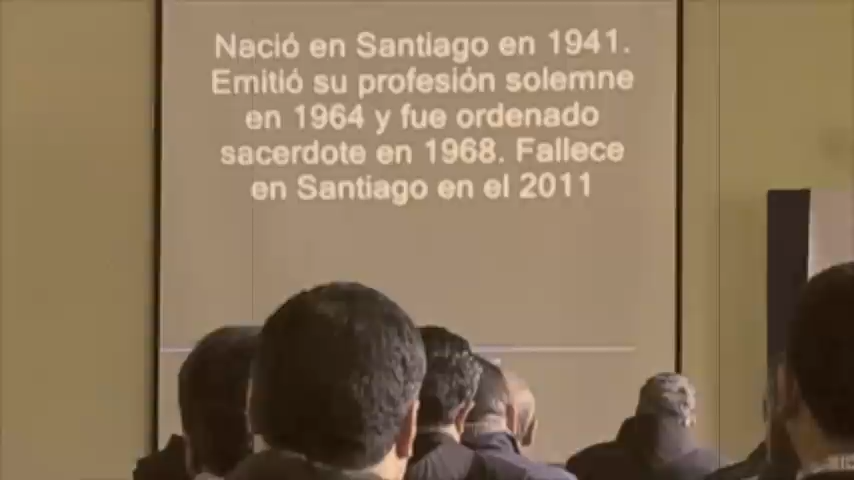 Nació en Santiago en 1941.
Emitió su profesión solemne
en 1964 y fue ordenado
sacerdote en 1968. Fallece
en Santiago en el 2011